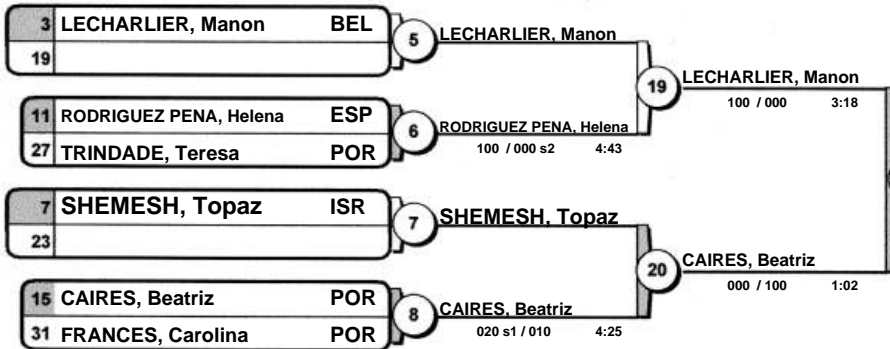 3 LECHARLIER, Manon BEL
19
5
LECHARLIER, Manon
11 RODRIGUEZ PENA, Helena ESP
27 TRINDADE, Teresa POR
6
RODRIGUEZ PENA, Helena
100 / 000 s2 4:43
19
LECHARLIER, Manon
100 / 000 3:18
7 SHEMESH, Topaz ISR
23
7
SHEMESH, Topaz
15 CAIRES, Beatriz POR
31 FRANCES, Carolina POR
8
CAIRES, Beatriz
020 s1 / 010 4:25
20
CAIRES, Beatriz
000 / 100 1:02